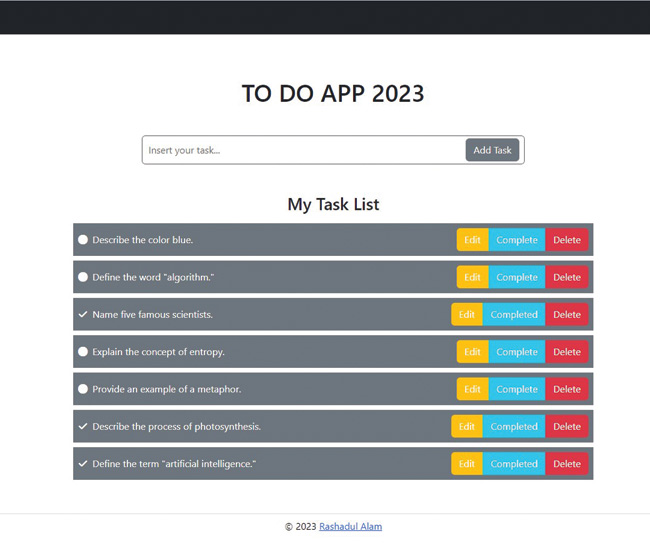 TO DO APP 2023
Insert your task... Add Task
My Task List
Describe the color blue. Edit Complete Delete
Define the word "algorithm." Edit Complete Delete
Name five famous scientists. Edit Completed Delete
Explain the concept of entropy. Edit Complete Delete
Provide an example of a metaphor. Edit Complete Delete
Describe the process of photosynthesis. Edit Completed Delete
Define the term "artificial intelligence." Edit Completed Delete
© 2023 Rashadul Alam